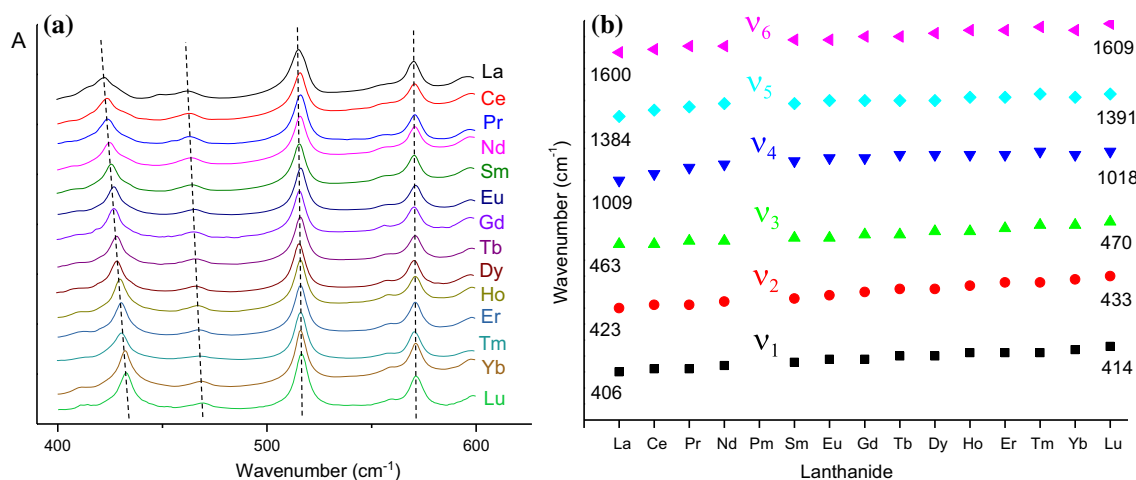 (a)
A
La
Ce
Pr
Nd
Sm
Eu
Gd
Tb
Dy
Ho
Er
Tm
Yb
Lu
400 500 600
Wavenumber (cm-1)
(b)
Wavenumber (cm-1)
ν6
1600 1609
ν5
1384 1391
ν4
1009 1018
ν3
463 470
ν2
423 433
ν1
406 414
La Ce Pr Nd Pm Sm Eu Gd Tb Dy Ho Er Tm Yb Lu
Lanthanide